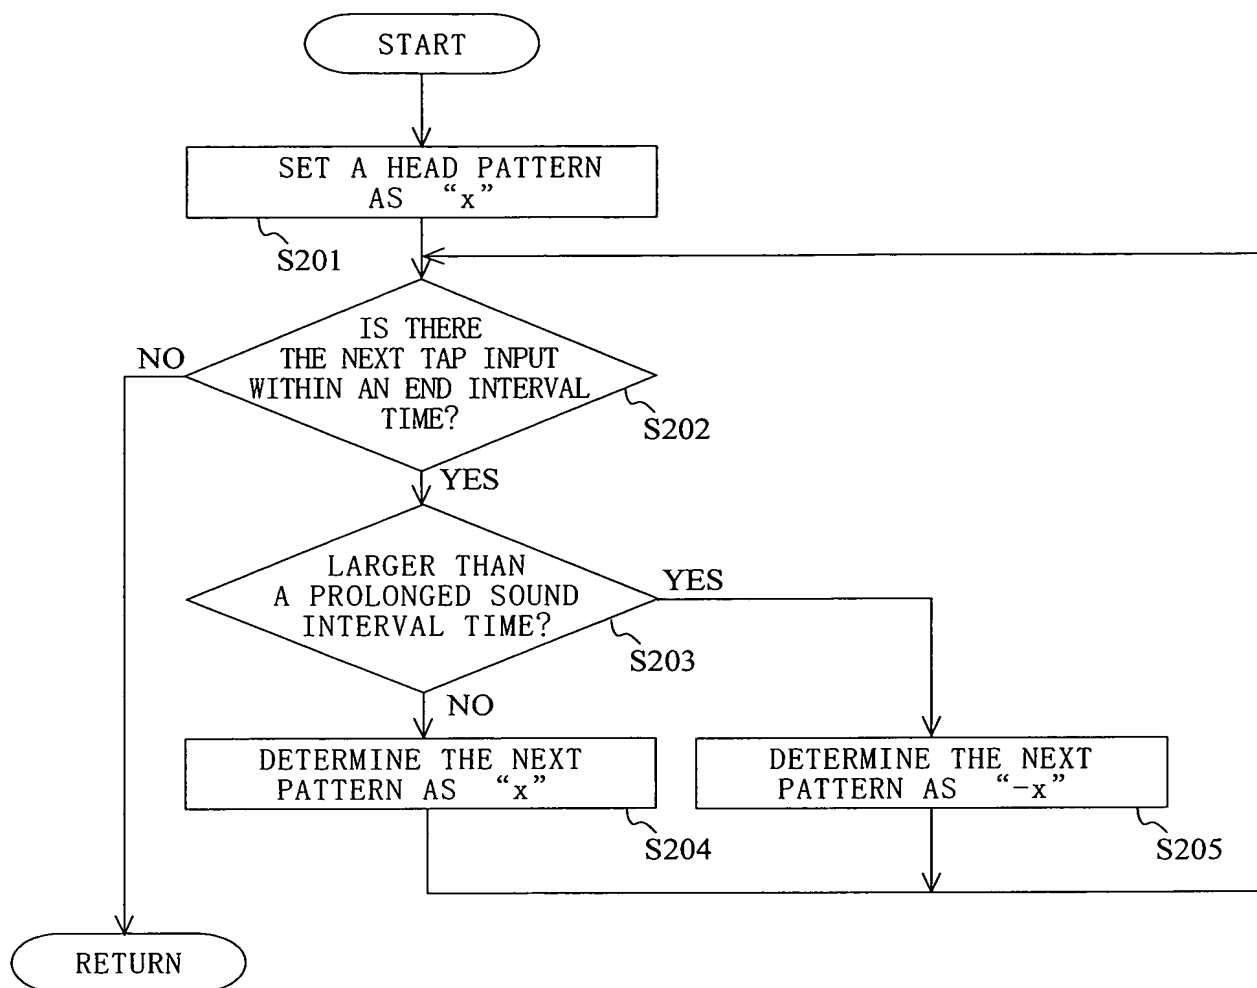 START
SET A HEAD PATTERN
AS “x”
S201
IS THERE
THE NEXT TAP INPUT
WITHIN AN END INTERVAL
TIME?
NO
S202
YES
LARGER THAN
A PROLONGED SOUND
INTERVAL TIME?
YES
S203
NO
DETERMINE THE NEXT
PATTERN AS “x”
S204
DETERMINE THE NEXT
PATTERN AS “-x”
S205
RETURN